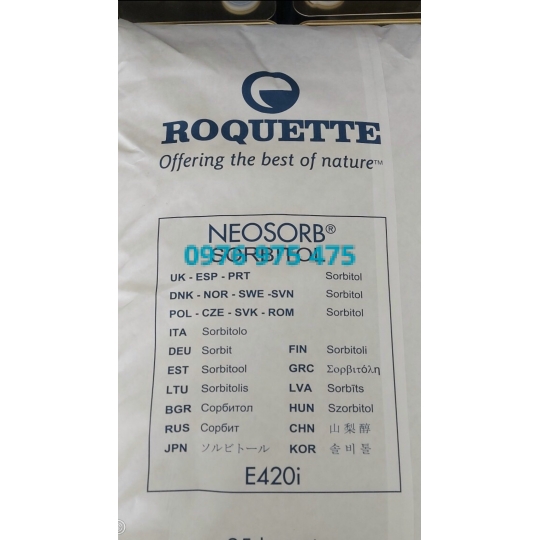 ROQUETTE
Offering the best of nature™
NEOSORB®
SORBITOL
0976 975 475
UK - ESP - PRT Sorbitol
DNK - NOR - SWE -SVN Sorbitol
POL - CZE - SVK - ROM Sorbitol
ITA Sorbitolo
DEU Sorbit FIN Sorbitoli
EST Sorbitool GRC Σορβιτόλη
LTU Sorbitolis LVA Sorbīts
BGR Сорбитол HUN Szorbitol
RUS Сорбит CHN 山梨醇
JPN ソルビトール KOR 솔비톨
E420i